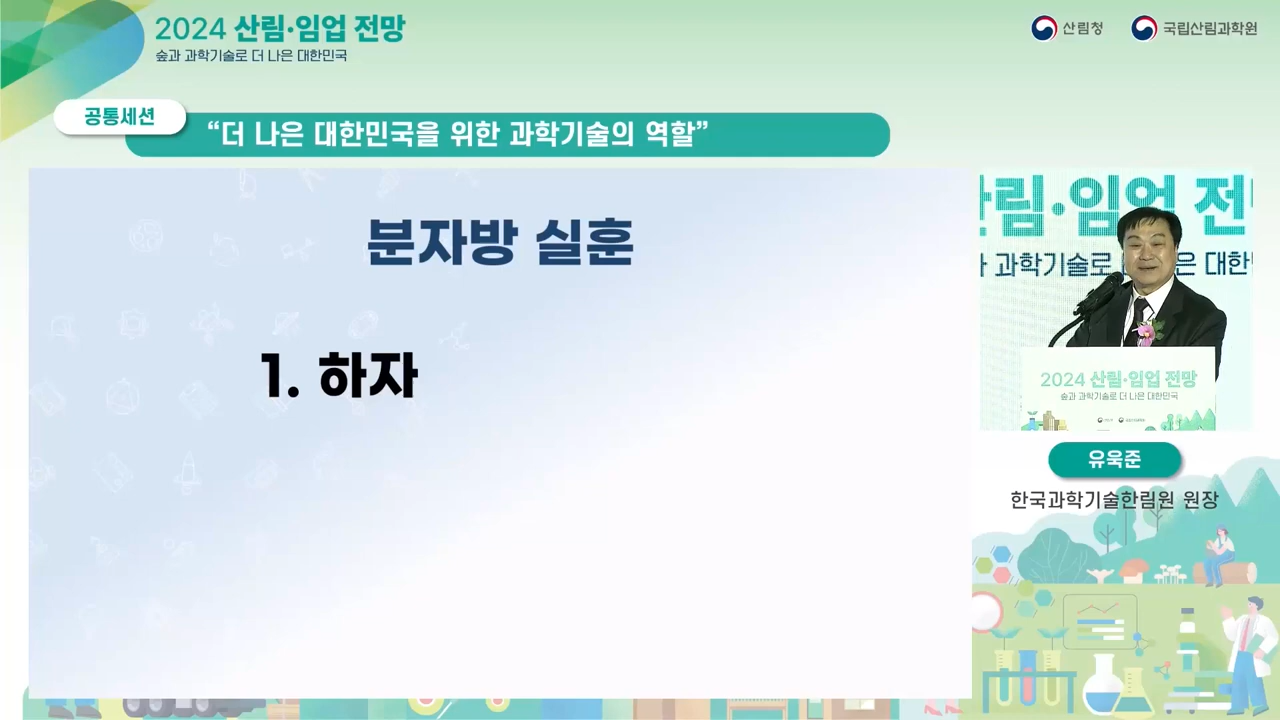 2024 산림·임업 전망
숲과 과학기술로 더 나은 대한민국
산림청
국립산림과학원
공통세션
“더 나은 대한민국을 위한 과학기술의 역할”
분자방 실훈
1. 하자
산림·임업 전망
과학기술로 더 나은 대한
2024 산림·임업 전망
숲과 과학기술로 더 나은 대한민국
유욱준
한국과학기술한림원 원장